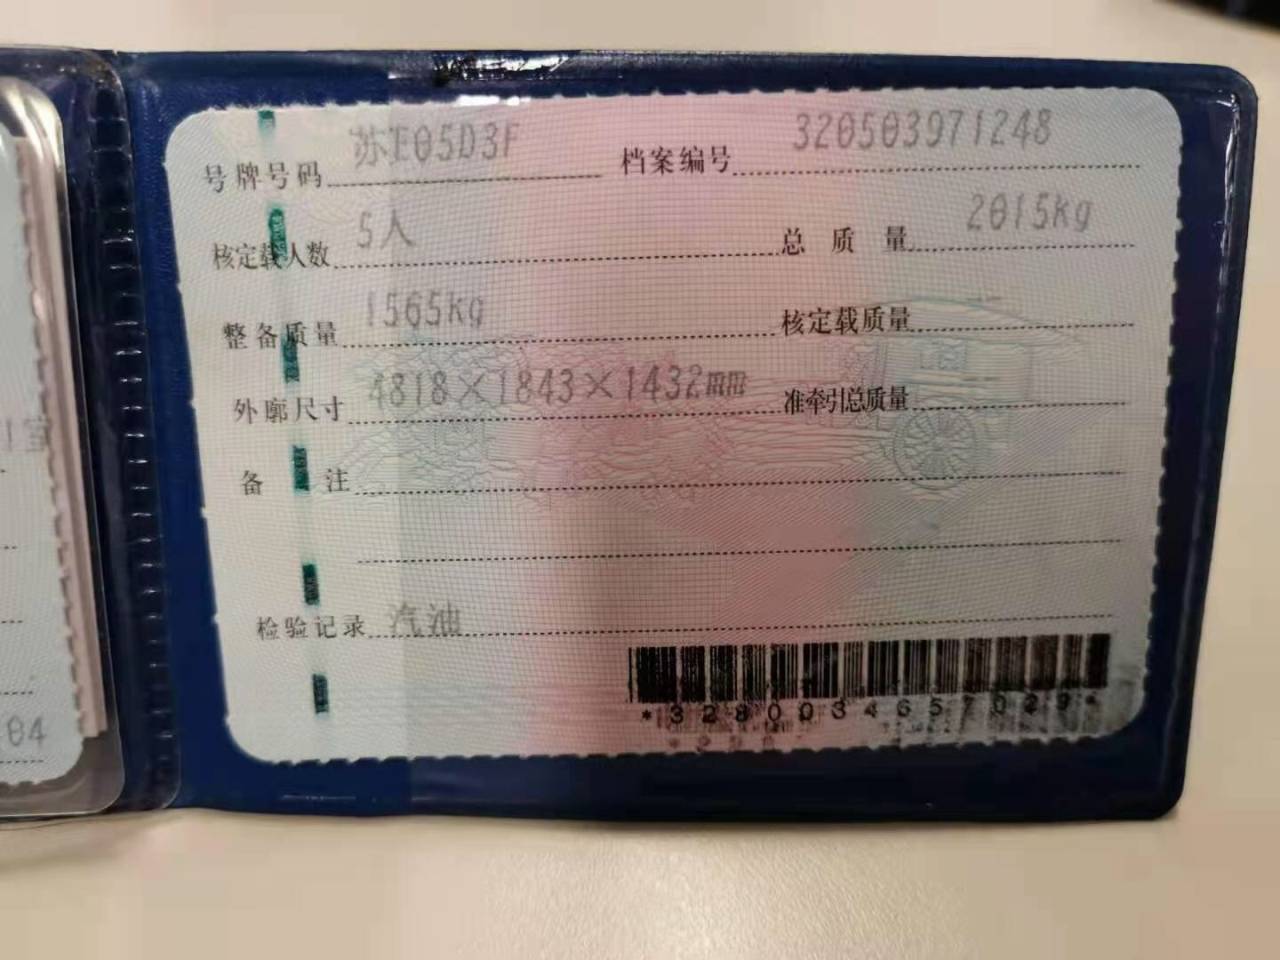 号牌号码 苏E05D3F 档案编号 320503971248
核定载人数 5人 总质量 2015kg
整备质量 1565kg 核定载质量
外廓尺寸 4818×1843×1432mm 准牵引总质量
备注
检验记录 汽油
*3280034657029*
.04